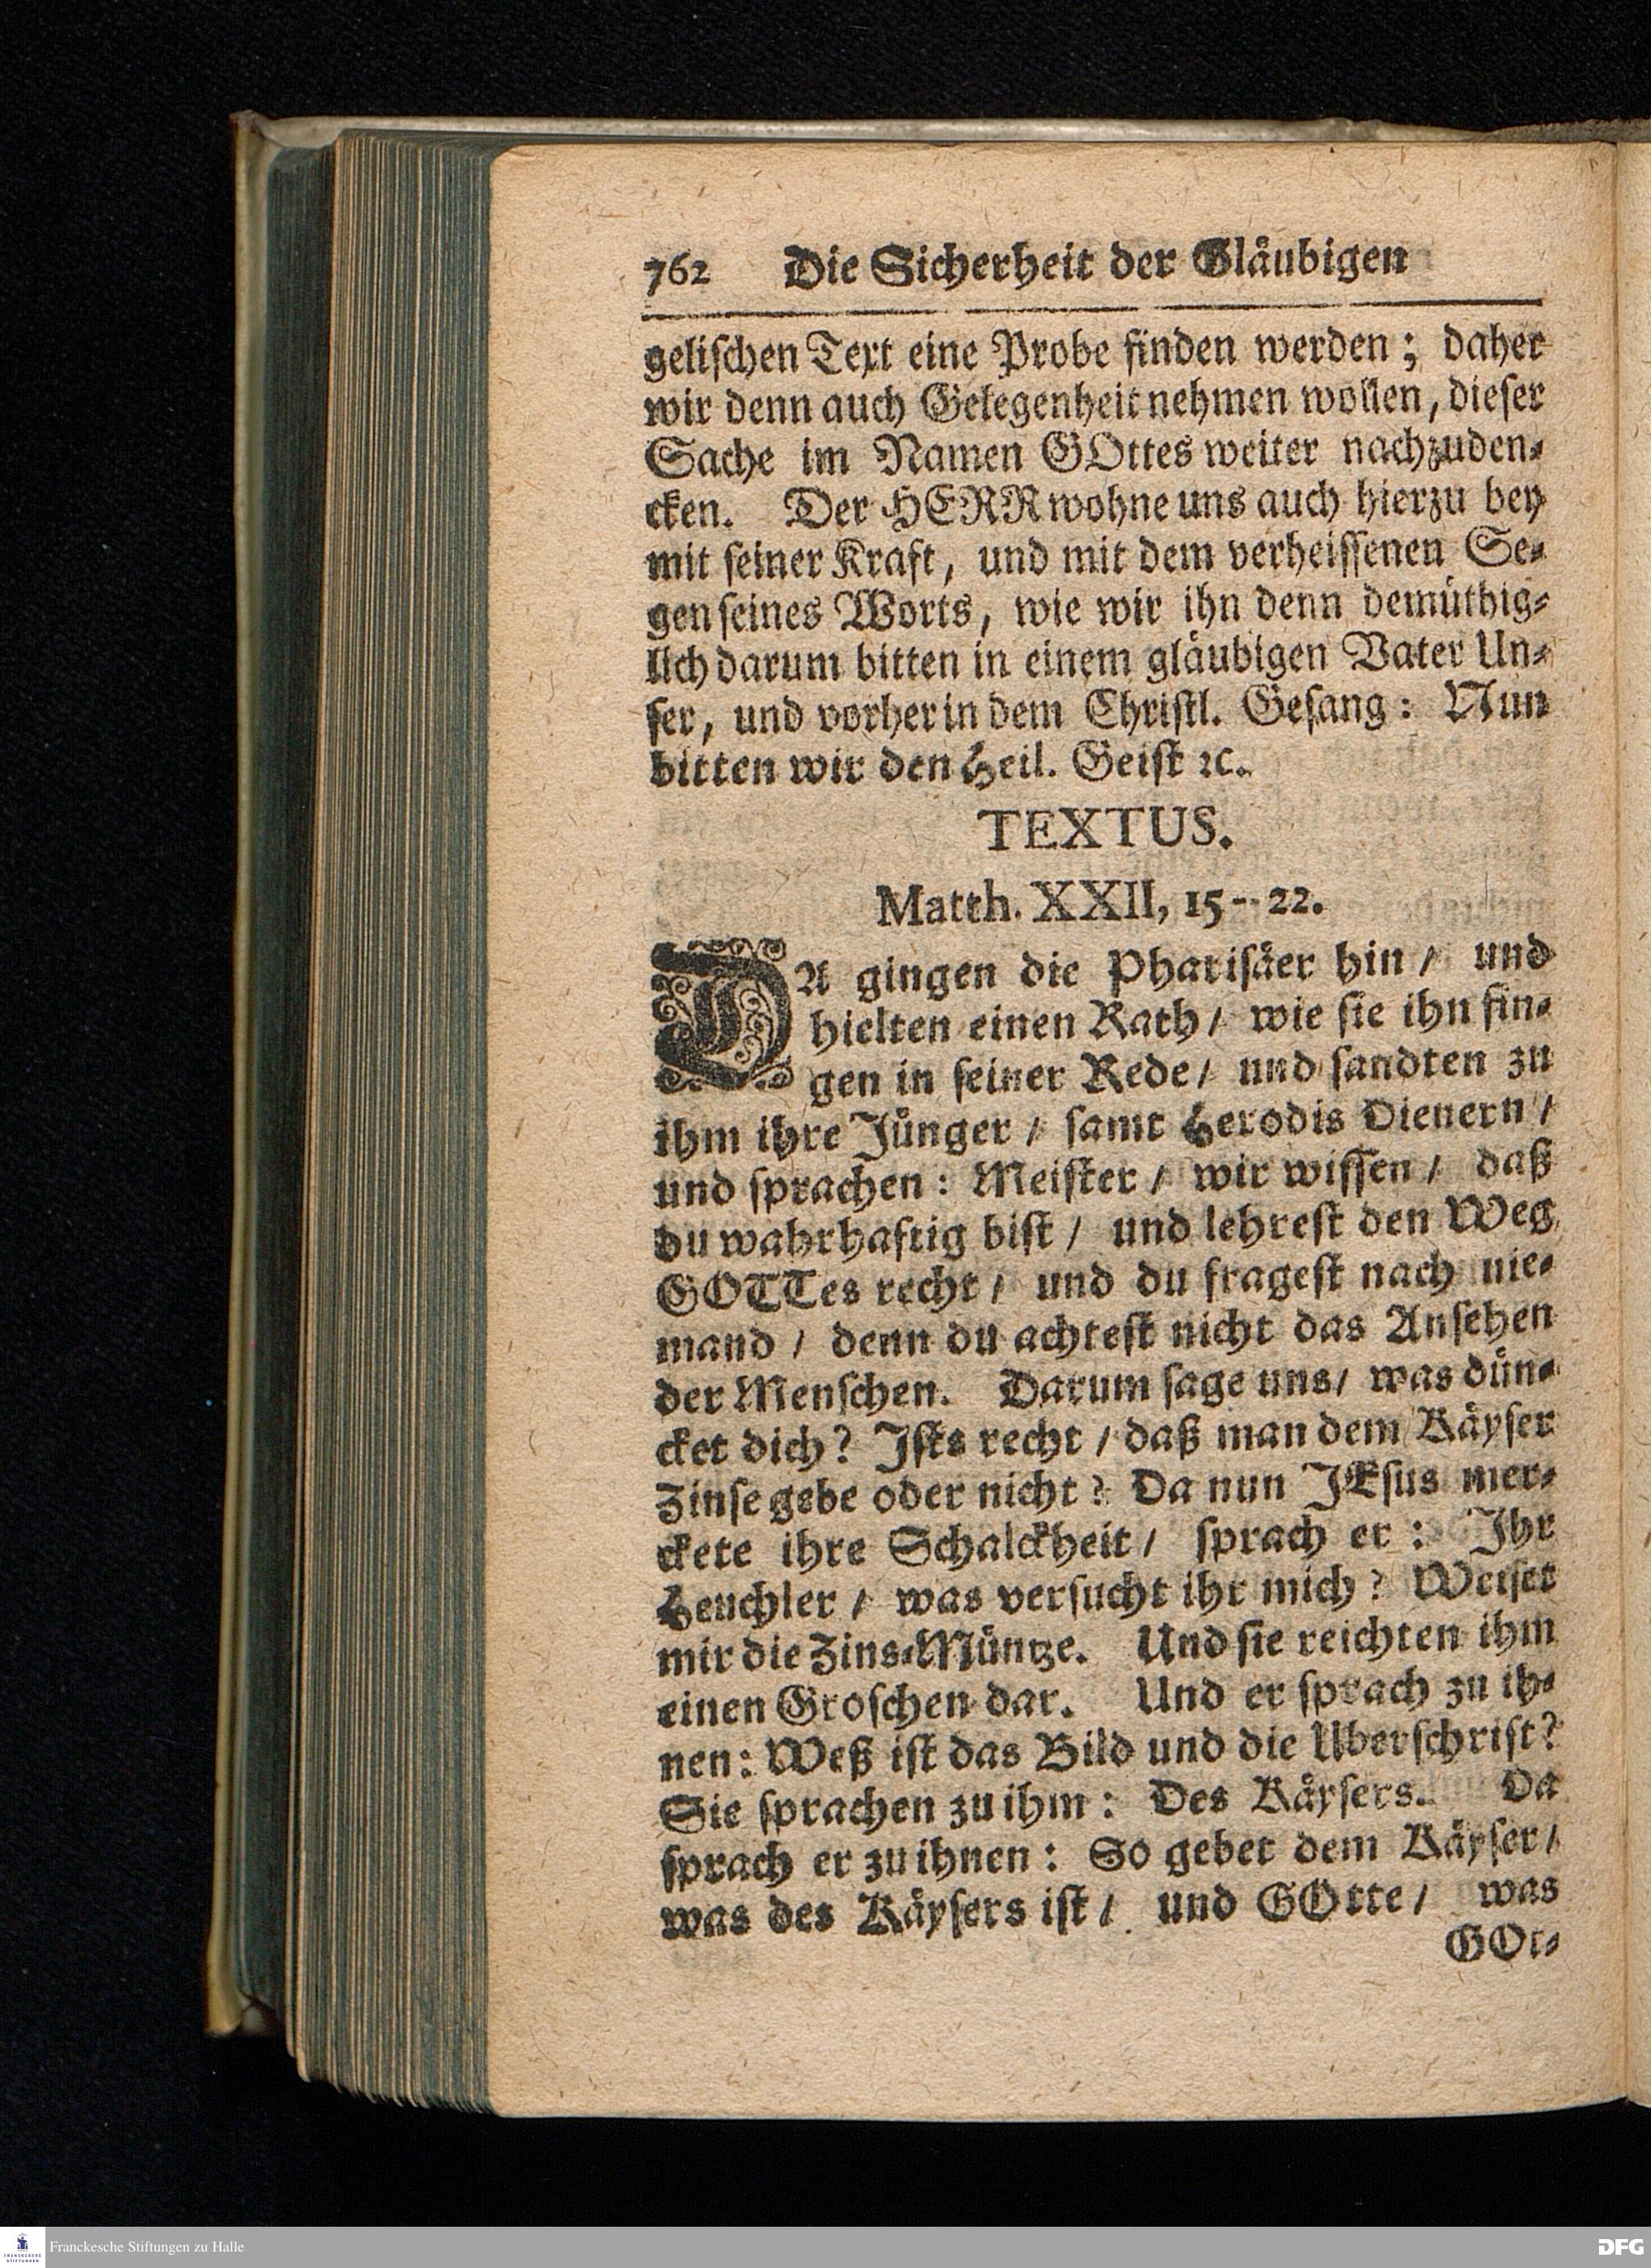 762 Die Sicherheit der Gläubigen
gelischen Text eine Probe finden werden; daher
wir denn auch Gelegenheit nehmen wollen, dieser
Sache im Namen GOttes weiter nachzuden-
cken. Der HERR wohne uns auch hierzu bey
mit seiner Kraft, und mit dem verheissenen Se-
gen seines Worts, wie wir ihn denn demüthig-
lich darum bitten in einem gläubigen Vater Un-
ser, und vorher in dem Christl. Gesang: Nun
bitten wir den Heil. Geist ꝛc.
TEXTUS.
Matth. XXII, 15--22.
DA gingen die Pharisäer hin / und
hielten einen Rath / wie sie ihn fin-
gen in seiner Rede / und sandten zu
ihm ihre Jünger / samt Herodis Dienern /
und sprachen: Meister / wir wissen / daß
du wahrhaftig bist / und lehrest den Weg
GOTTes recht / und du fragest nach nie-
mand / denn du achtest nicht das Ansehen
der Menschen. Darum sage uns / was dün-
cket dich? Ists recht / daß man dem Käyser
Zinse gebe oder nicht? Da nun JEsus mer-
ckete ihre Schalckheit / sprach er: Ihr
Heuchler / was versucht ihr mich? Weiset
mir die Zins-Müntze. Und sie reichten ihm
einen Groschen dar. Und er sprach zu ih-
nen: Weß ist das Bild und die Uberschrift?
Sie sprachen zu ihm: Des Käysers. Da
sprach er zu ihnen: So gebet dem Käyser /
was des Käysers ist / und GOtte / was
GOt-
Franckesche Stiftungen zu Halle
DFG